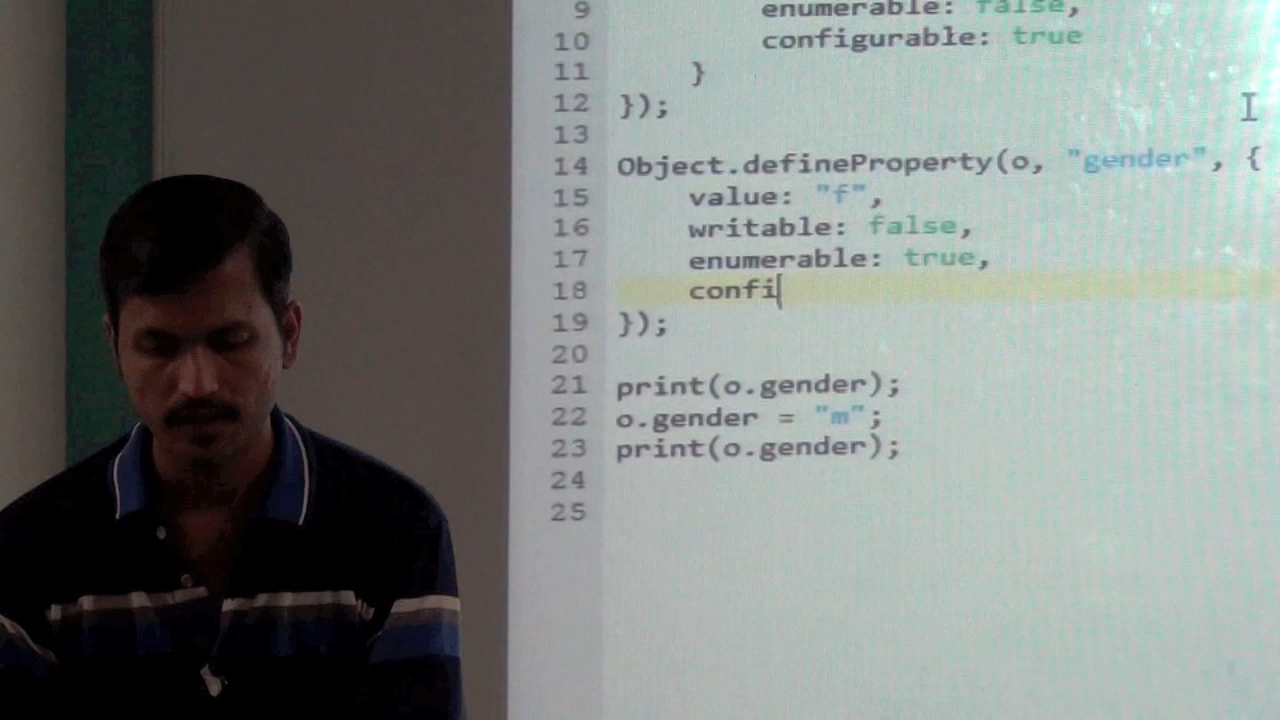 9 enumerable: false,
10 configurable: true
11 }
12 });
13
14 Object.defineProperty(o, "gender", {
15 value: "f",
16 writable: false,
17 enumerable: true,
18 confi
19 });
20
21 print(o.gender);
22 o.gender = "m";
23 print(o.gender);
24
25